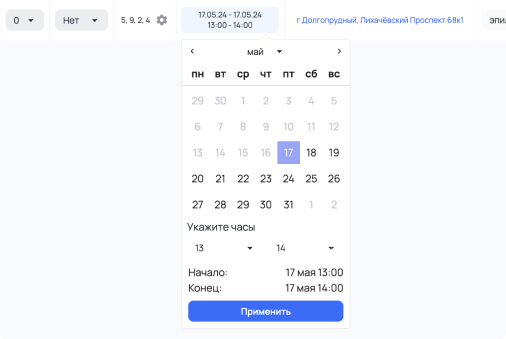 0 Нет 5, 9, 2, 4 17.05.24 - 17.05.24
13:00 - 14:00 г Долгопрудный, Лихачёвский Проспект 68к1
май
пн вт ср чт пт сб вс
29 30 1 2 3 4 5
6 7 8 9 10 11 12
13 14 15 16 17 18 19
20 21 22 23 24 25 26
27 28 29 30 31 1 2
Укажите часы
13 14
Начало: 17 мая 13:00
Конец: 17 мая 14:00
Применить